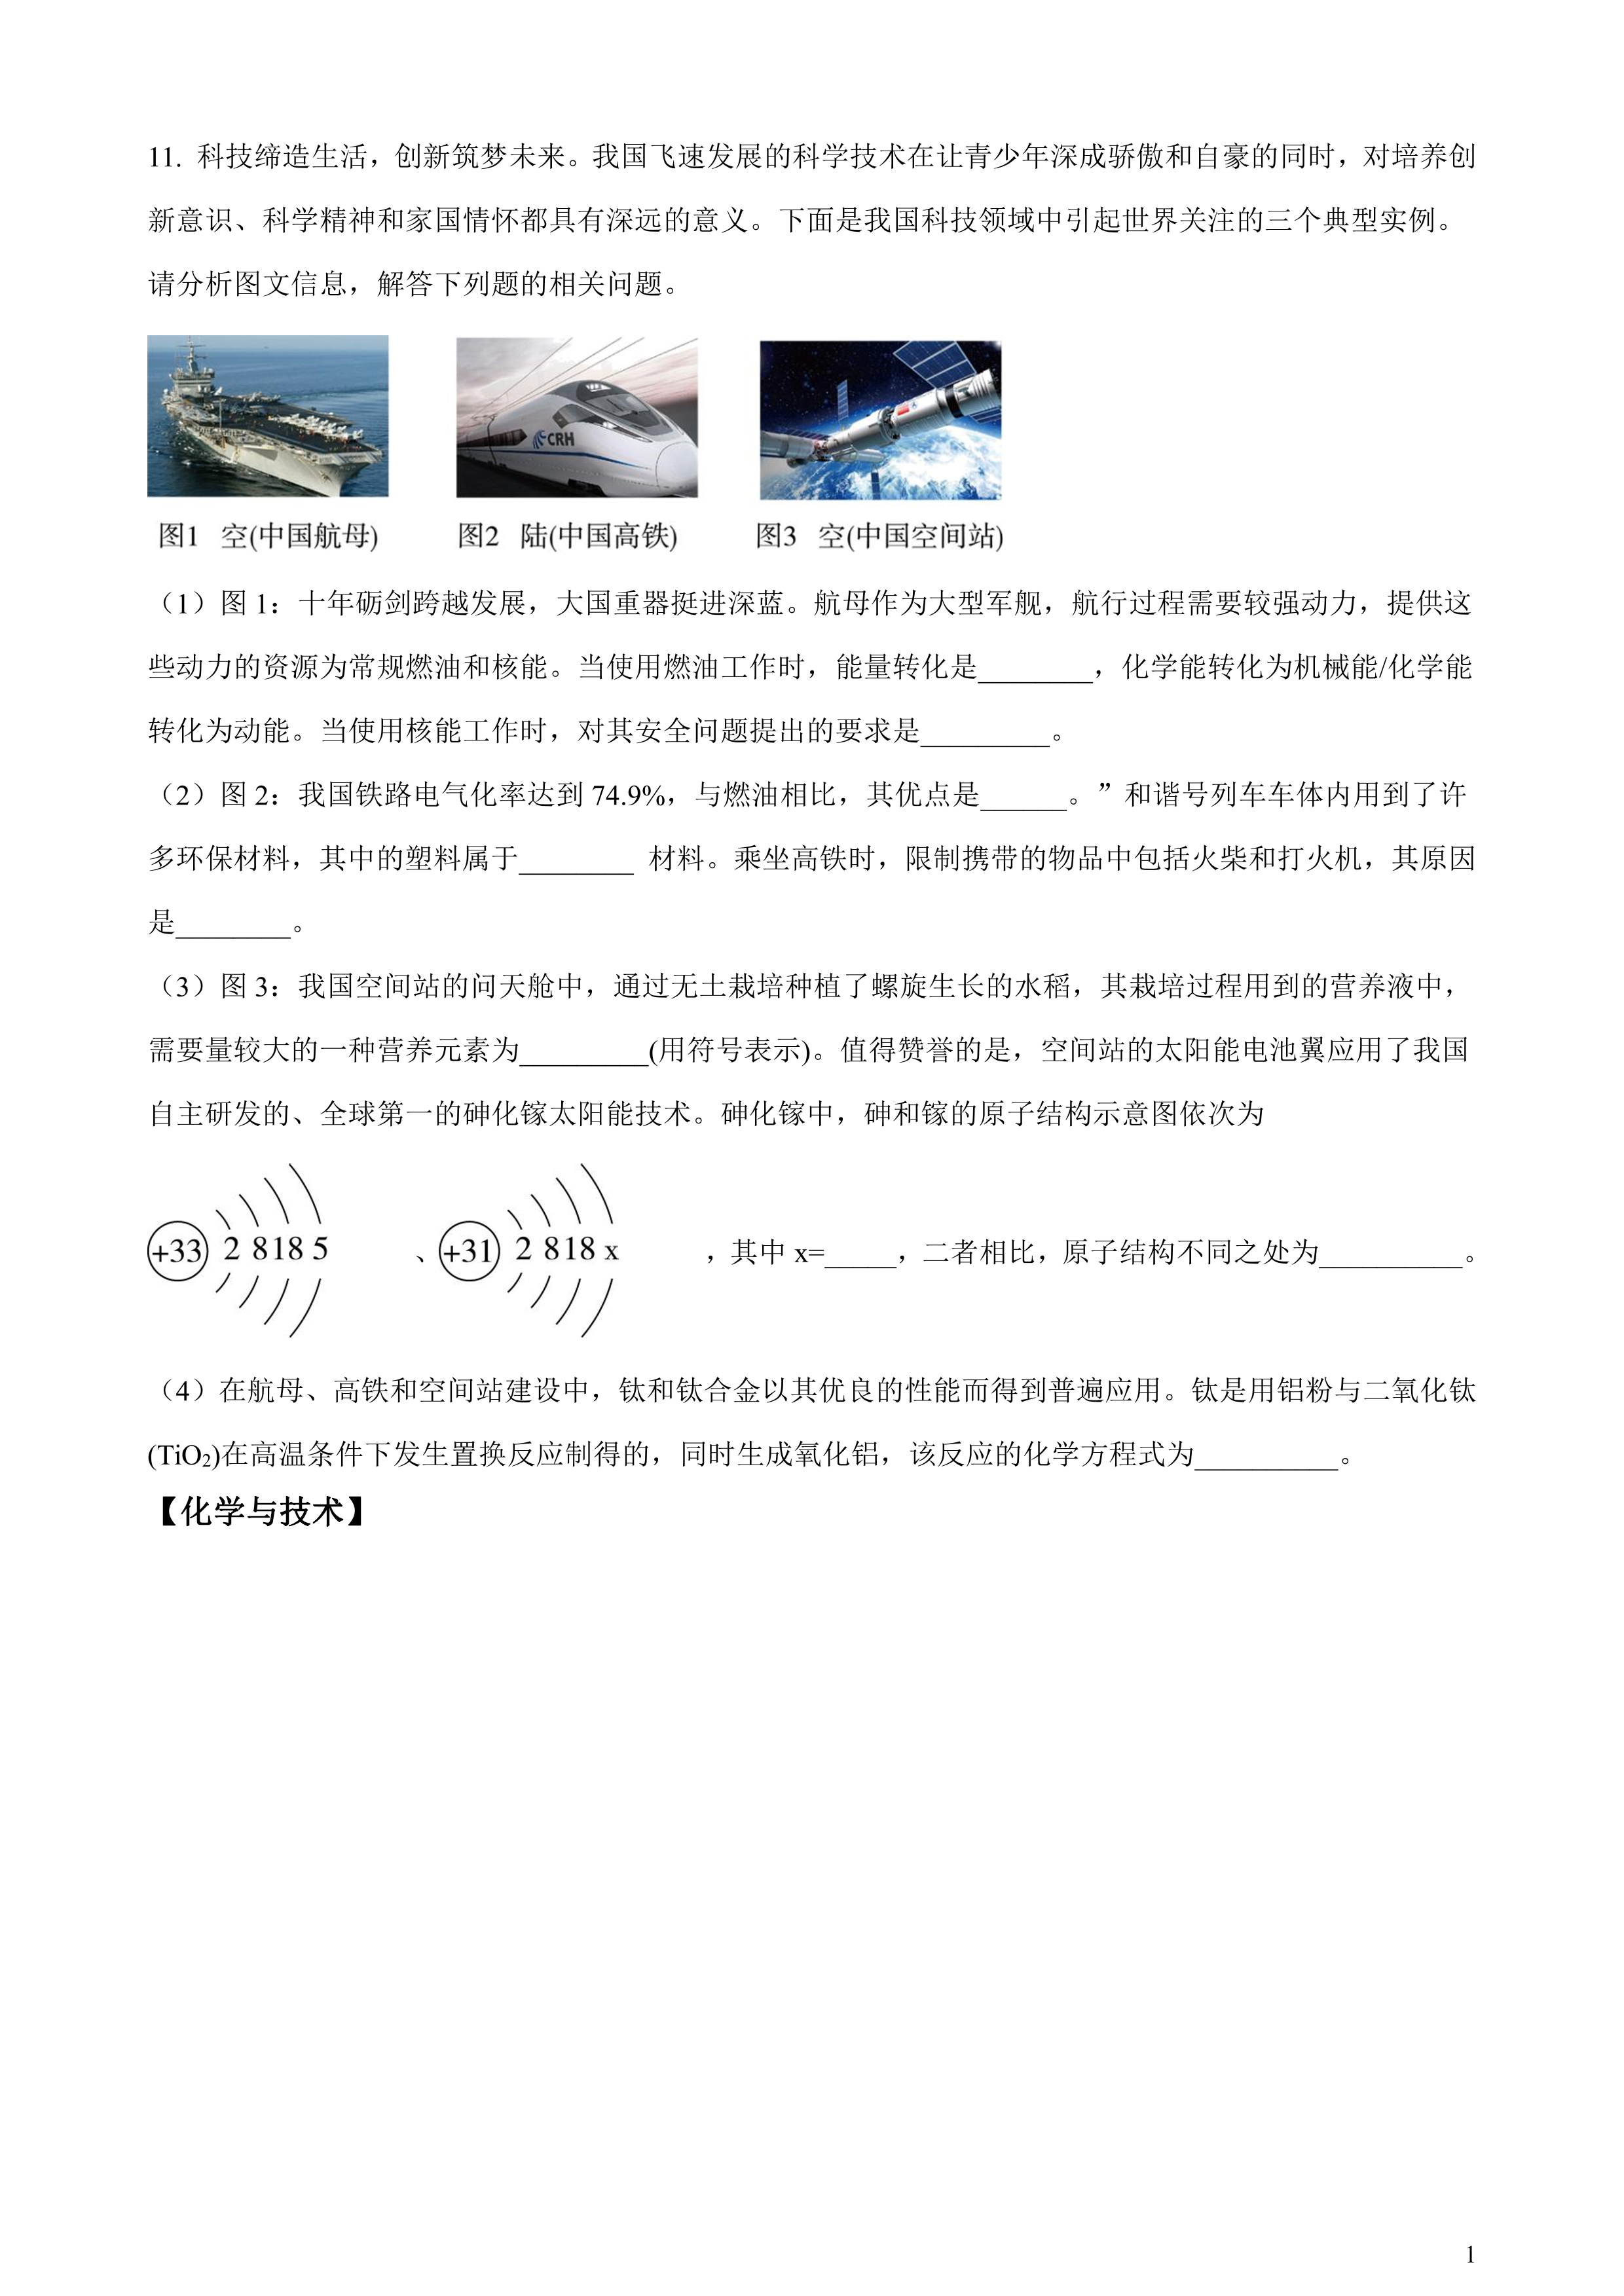 11. 科技缔造生活，创新筑梦未来。我国飞速发展的科学技术在让青少年深成骄傲和自豪的同时，对培养创
新意识、科学精神和家国情怀都具有深远的意义。下面是我国科技领域中引起世界关注的三个典型实例。
请分析图文信息，解答下列题的相关问题。
CRH
图1 空(中国航母) 图2 陆(中国高铁) 图3 空(中国空间站)
（1）图 1：十年砺剑跨越发展，大国重器挺进深蓝。航母作为大型军舰，航行过程需要较强动力，提供这
些动力的资源为常规燃油和核能。当使用燃油工作时，能量转化是________，化学能转化为机械能/化学能
转化为动能。当使用核能工作时，对其安全问题提出的要求是_________。
（2）图 2：我国铁路电气化率达到 74.9%，与燃油相比，其优点是______。”和谐号列车车体内用到了许
多环保材料，其中的塑料属于________ 材料。乘坐高铁时，限制携带的物品中包括火柴和打火机，其原因
是________。
（3）图 3：我国空间站的问天舱中，通过无土栽培种植了螺旋生长的水稻，其栽培过程用到的营养液中，
需要量较大的一种营养元素为_________(用符号表示)。值得赞誉的是，空间站的太阳能电池翼应用了我国
自主研发的、全球第一的砷化镓太阳能技术。砷化镓中，砷和镓的原子结构示意图依次为
+33 2 8 18 5 、 +31 2 8 18 x ，其中 x=_____，二者相比，原子结构不同之处为__________。
（4）在航母、高铁和空间站建设中，钛和钛合金以其优良的性能而得到普遍应用。钛是用铝粉与二氧化钛
(TiO₂)在高温条件下发生置换反应制得的，同时生成氧化铝，该反应的化学方程式为__________。
【化学与技术】
1